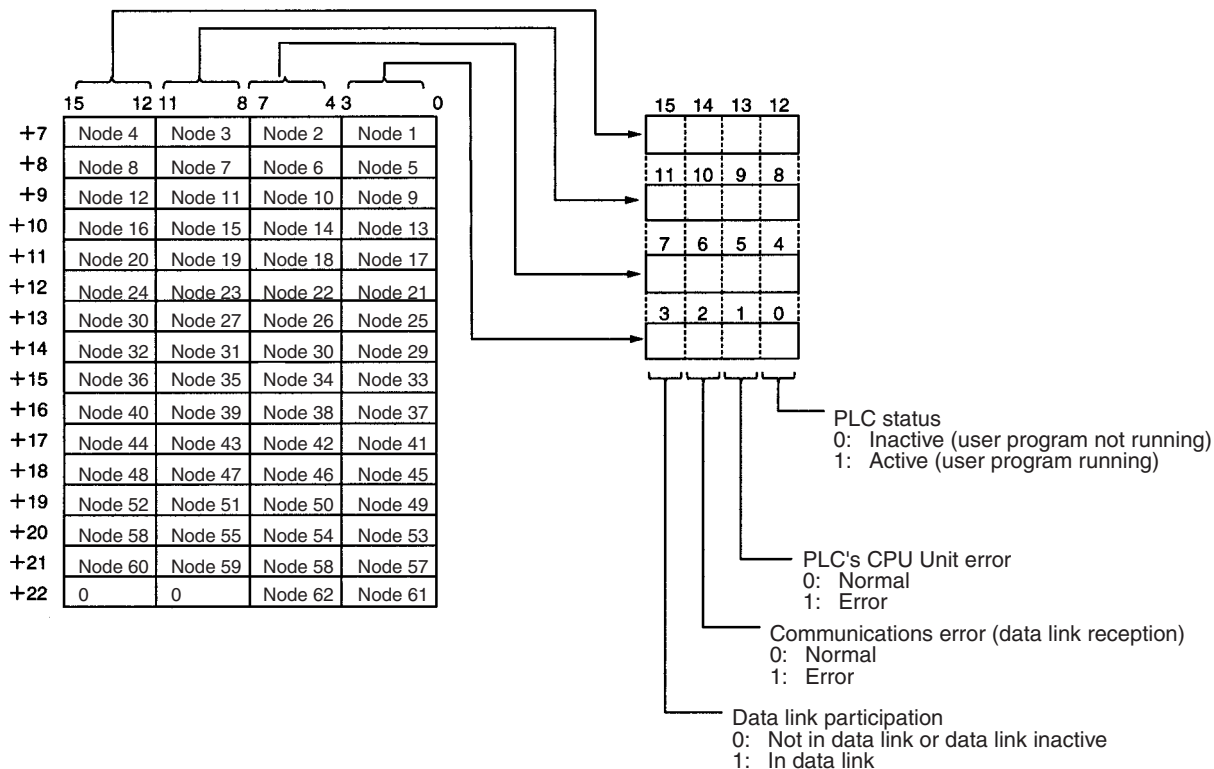 15 12 11 8 7 4 3 0
+7 Node 4 Node 3 Node 2 Node 1
+8 Node 8 Node 7 Node 6 Node 5
+9 Node 12 Node 11 Node 10 Node 9
+10 Node 16 Node 15 Node 14 Node 13
+11 Node 20 Node 19 Node 18 Node 17
+12 Node 24 Node 23 Node 22 Node 21
+13 Node 30 Node 27 Node 26 Node 25
+14 Node 32 Node 31 Node 30 Node 29
+15 Node 36 Node 35 Node 34 Node 33
+16 Node 40 Node 39 Node 38 Node 37
+17 Node 44 Node 43 Node 42 Node 41
+18 Node 48 Node 47 Node 46 Node 45
+19 Node 52 Node 51 Node 50 Node 49
+20 Node 58 Node 55 Node 54 Node 53
+21 Node 60 Node 59 Node 58 Node 57
+22 0 0 Node 62 Node 61
15 14 13 12
11 10 9 8
7 6 5 4
3 2 1 0
PLC status
0: Inactive (user program not running)
1: Active (user program running)
PLC's CPU Unit error
0: Normal
1: Error
Communications error (data link reception)
0: Normal
1: Error
Data link participation
0: Not in data link or data link inactive
1: In data link